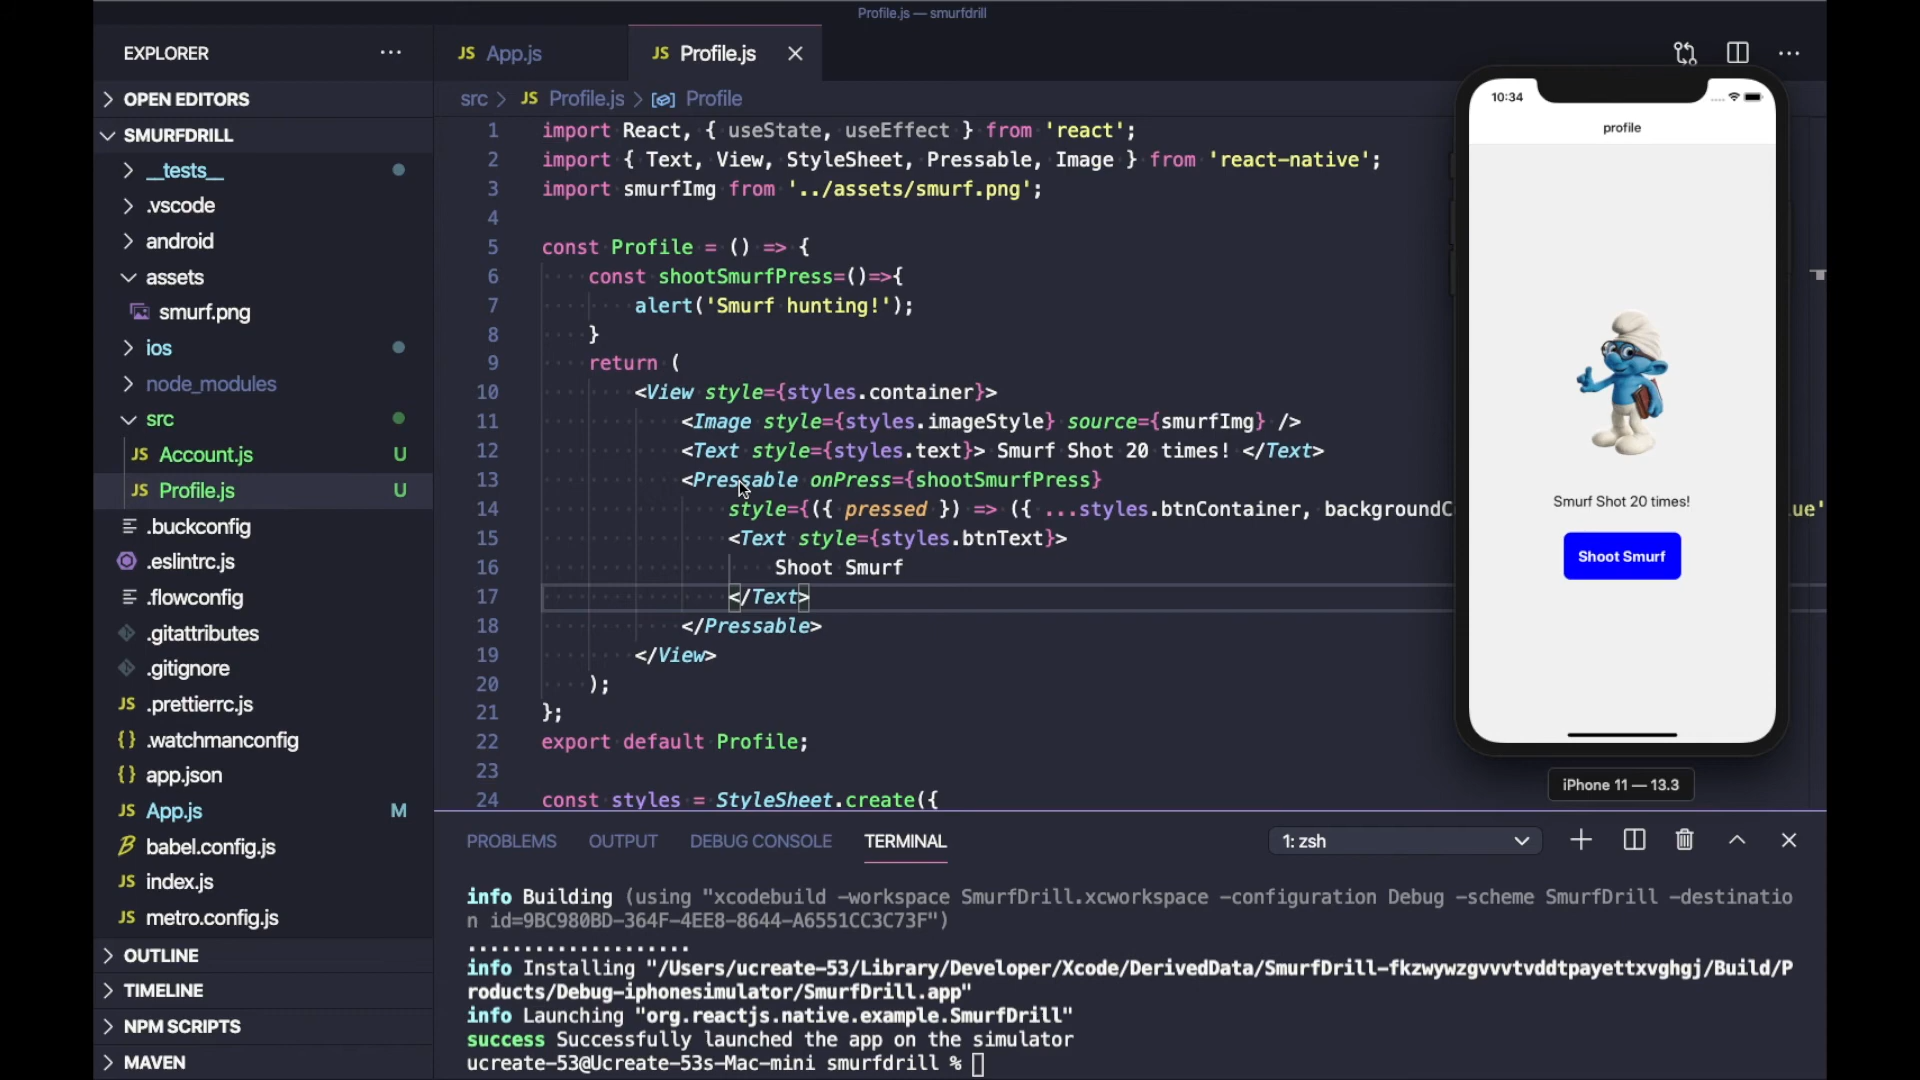 Profile.js — smurfdrill
EXPLORER
OPEN EDITORS
SMURFDRILL
__tests__
.vscode
android
assets
smurf.png
ios
node_modules
src
JS Account.js U
JS Profile.js U
.buckconfig
.eslintrc.js
.flowconfig
.gitattributes
.gitignore
JS .prettierrc.js
{} .watchmanconfig
{} app.json
JS App.js M
babel.config.js
JS index.js
JS metro.config.js
OUTLINE
TIMELINE
NPM SCRIPTS
MAVEN
JS App.js
JS Profile.js
src > JS Profile.js > Profile
1 import React, { useState, useEffect } from 'react';
2 import { Text, View, StyleSheet, Pressable, Image } from 'react-native';
3 import smurfImg from '../assets/smurf.png';
4
5 const Profile = () => {
6 const shootSmurfPress=()=>{
7 alert('Smurf hunting!');
8 }
9 return (
10 <View style={styles.container}>
11 <Image style={styles.imageStyle} source={smurfImg} />
12 <Text style={styles.text}> Smurf Shot 20 times! </Text>
13 <Pressable onPress={shootSmurfPress}
14 style={({ pressed }) => ({ ...styles.btnContainer, backgroundC ue'
15 <Text style={styles.btnText}>
16 Shoot Smurf
17 </Text>
18 </Pressable>
19 </View>
20 );
21 };
22 export default Profile;
23
24 const styles = StyleSheet.create({
10:34
profile
Smurf Shot 20 times!
Shoot Smurf
iPhone 11 — 13.3
PROBLEMS OUTPUT DEBUG CONSOLE TERMINAL 1: zsh
info Building (using "xcodebuild -workspace SmurfDrill.xcworkspace -configuration Debug -scheme SmurfDrill -destinatio
n id=9BC980BD-364F-4EE8-8644-A6551CC3C73F")
....................
info Installing "/Users/ucreate-53/Library/Developer/Xcode/DerivedData/SmurfDrill-fkzwywzgvvvtvddtpayettxvghgj/Build/P
roducts/Debug-iphonesimulator/SmurfDrill.app"
info Launching "org.reactjs.native.example.SmurfDrill"
success Successfully launched the app on the simulator
ucreate-53@Ucreate-53s-Mac-mini smurfdrill %